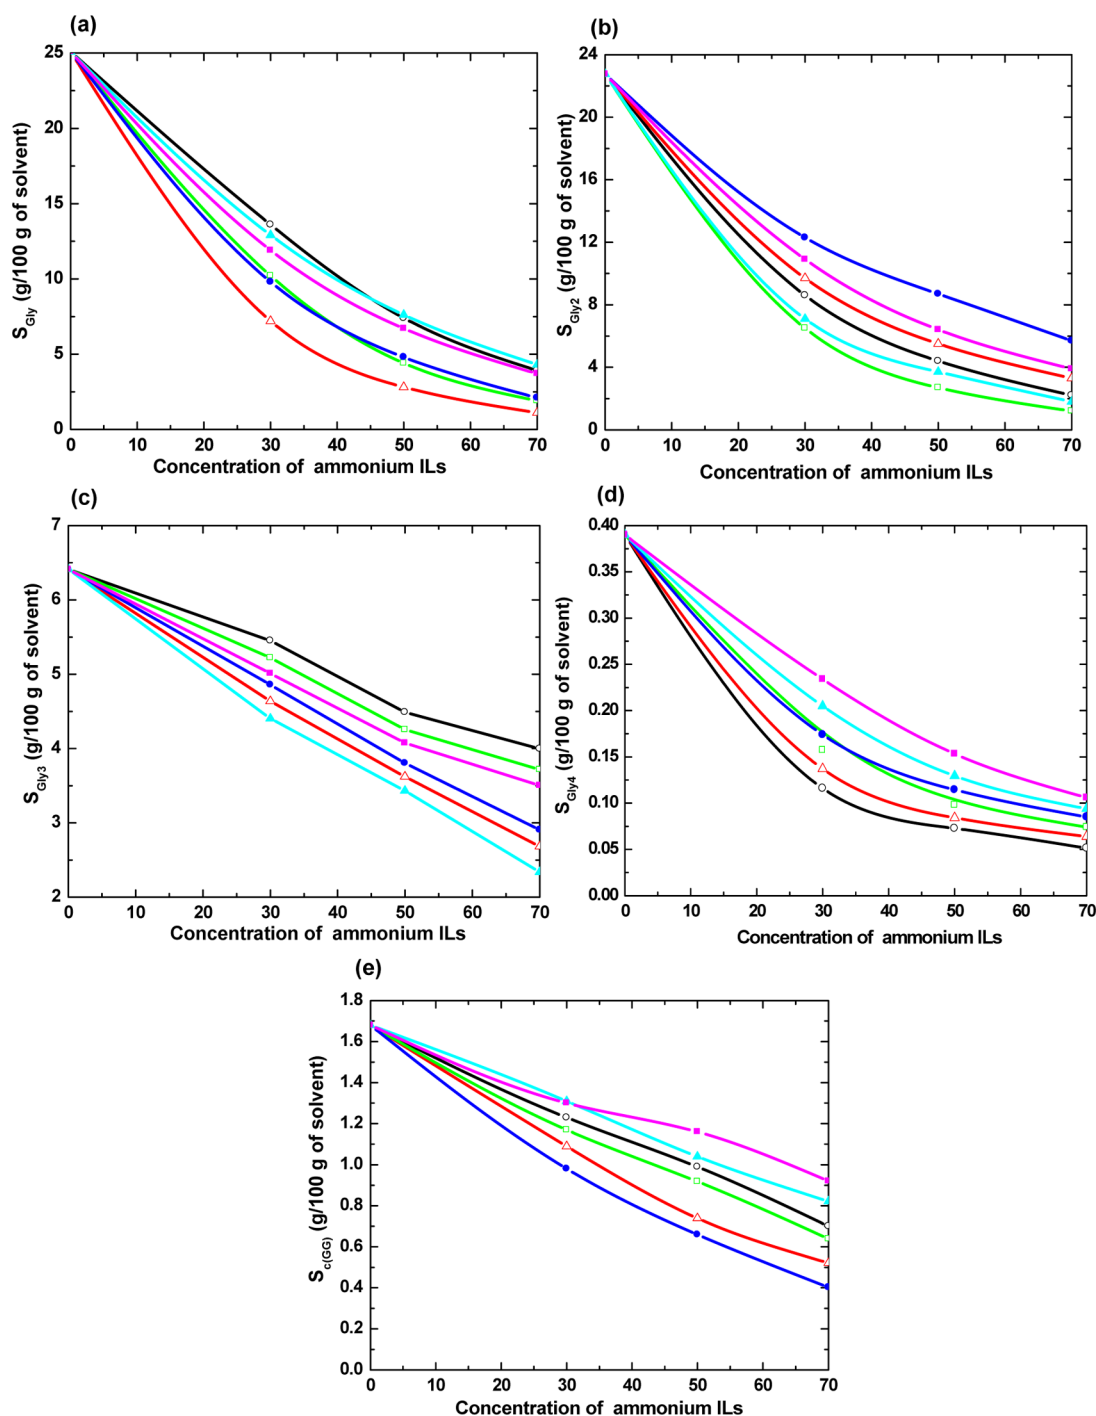 (a)
25
20
15
10
5
0
S Gly (g/100 g of solvent)
0 10 20 30 40 50 60 70
Concentration of ammonium ILs
(b)
24
20
16
12
8
4
0
S Gly2 (g/100 g of solvent)
0 10 20 30 40 50 60 70
Concentration of ammonium ILs
(c)
7
6
5
4
3
2
S Gly3 (g/100 g of solvent)
0 10 20 30 40 50 60 70
Concentration of ammonium ILs
(d)
0.40
0.35
0.30
0.25
0.20
0.15
0.10
0.05
0.00
S Gly4 (g/100 g of solvent)
0 10 20 30 40 50 60 70
Concentration of ammonium ILs
(e)
1.8
1.6
1.4
1.2
1.0
0.8
0.6
0.4
0.2
0.0
S c(GG) (g/100 g of solvent)
0 10 20 30 40 50 60 70
Concentration of ammonium ILs